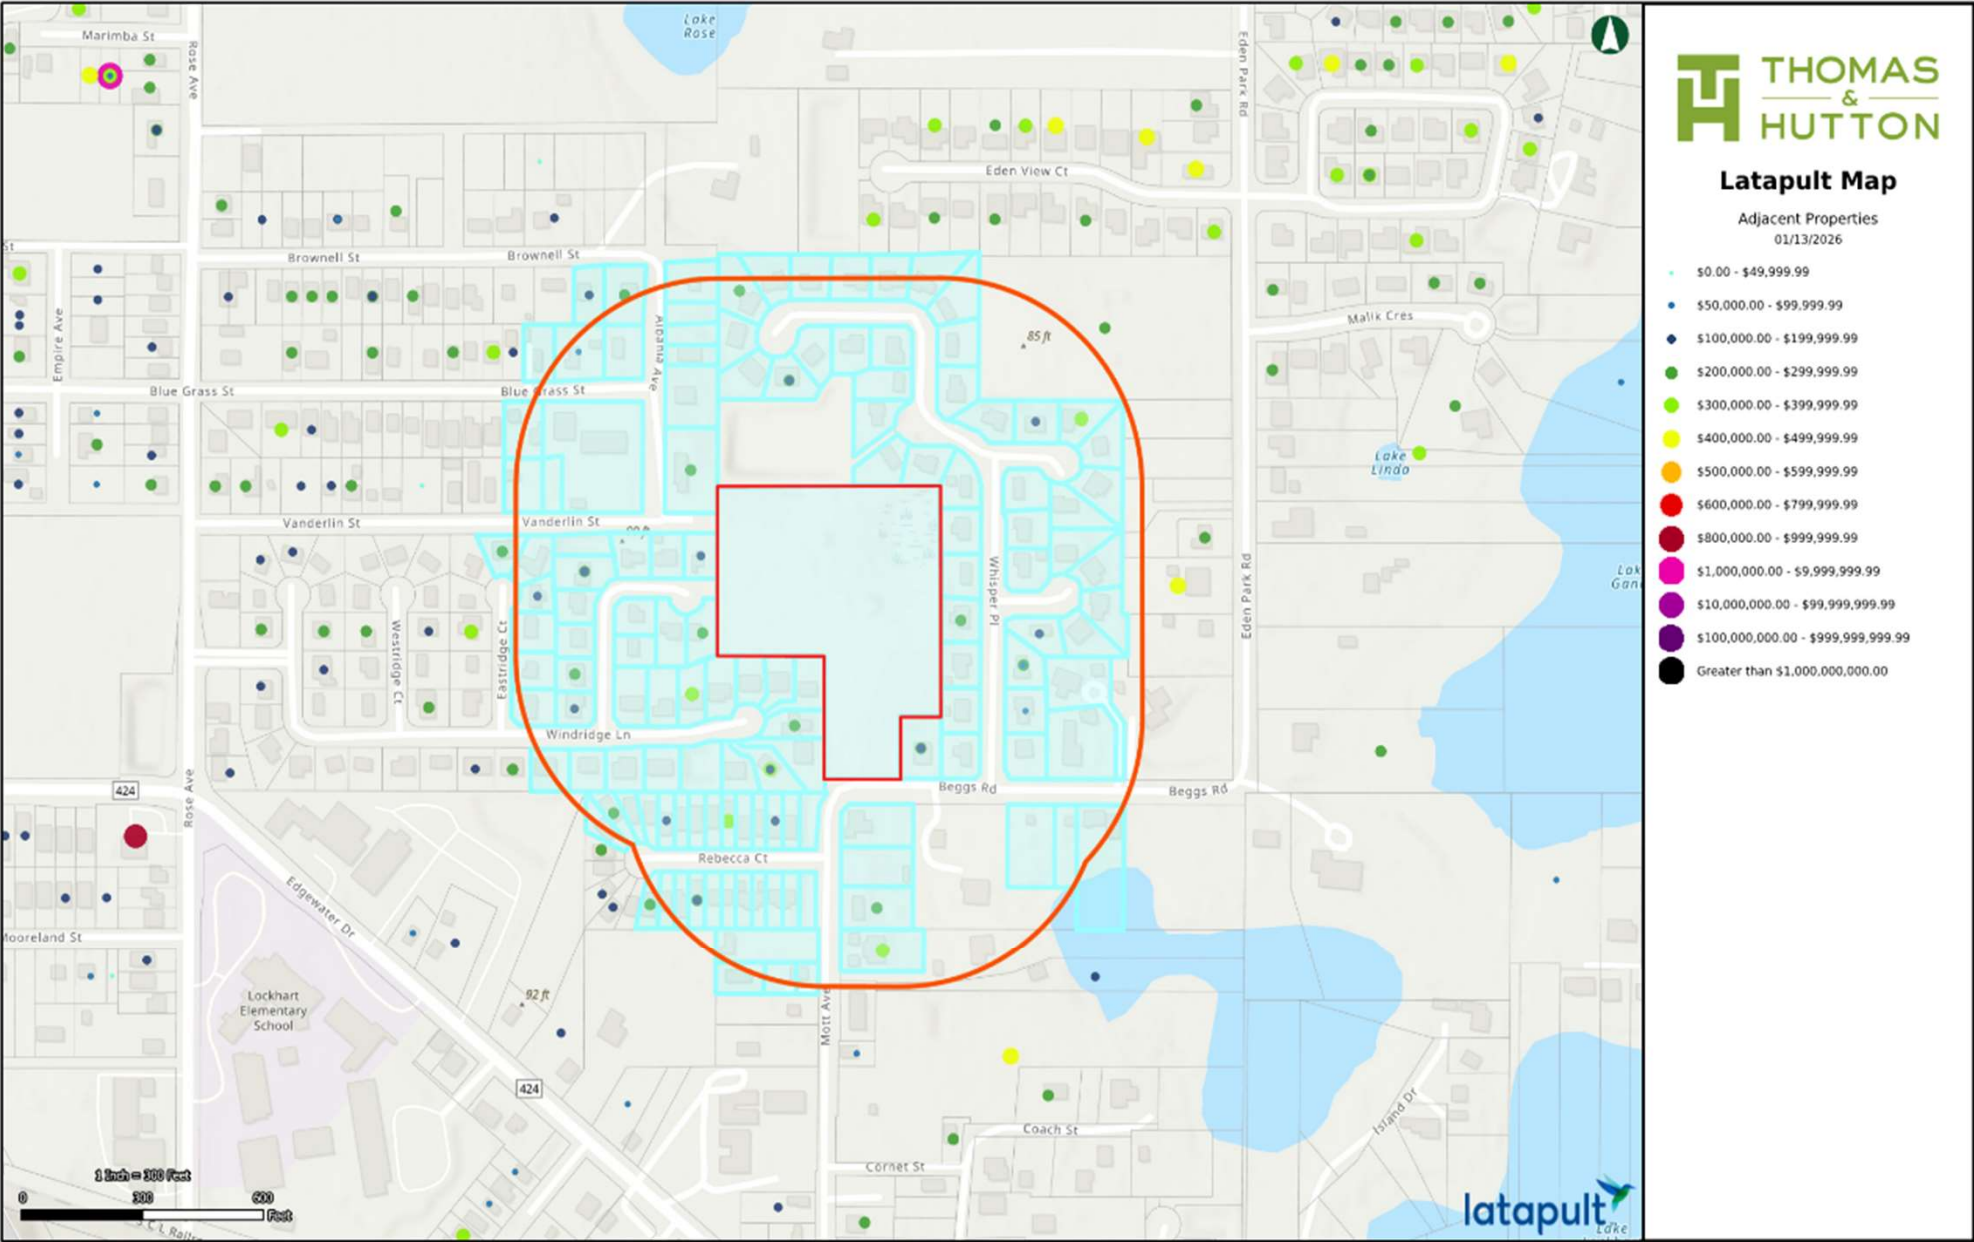 Lake
Rose
Marimba St
Rose Ave
Eden Park Rd
Eden View Ct
St
Brownell St
Brownell St
Empire Ave
Albania Ave
85 ft
Malik Cres
Blue Grass St
Blue Grass St
Lake
Linda
Vanderlin St
Vanderlin St
Whisper Pl
Eden Park Rd
Westridge Ct
Eastridge Ct
Windridge Ln
424
Rose Ave
Beggs Rd
Beggs Rd
Rebecca Ct
Edgewater Dr
Mooreland St
Lockhart
Elementary
School
92 ft
Mott Ave
424
Coach St
Island Dr
Cornet St
1 Inch = 300 Feet
0 300 600
Feet
latapult
Lake
THOMAS
&
HUTTON
Latapult Map
Adjacent Properties
01/13/2026
$0.00 - $49,999.99
$50,000.00 - $99,999.99
$100,000.00 - $199,999.99
$200,000.00 - $299,999.99
$300,000.00 - $399,999.99
$400,000.00 - $499,999.99
$500,000.00 - $599,999.99
$600,000.00 - $799,999.99
$800,000.00 - $999,999.99
$1,000,000.00 - $9,999,999.99
$10,000,000.00 - $99,999,999.99
$100,000,000.00 - $999,999,999.99
Greater than $1,000,000,000.00